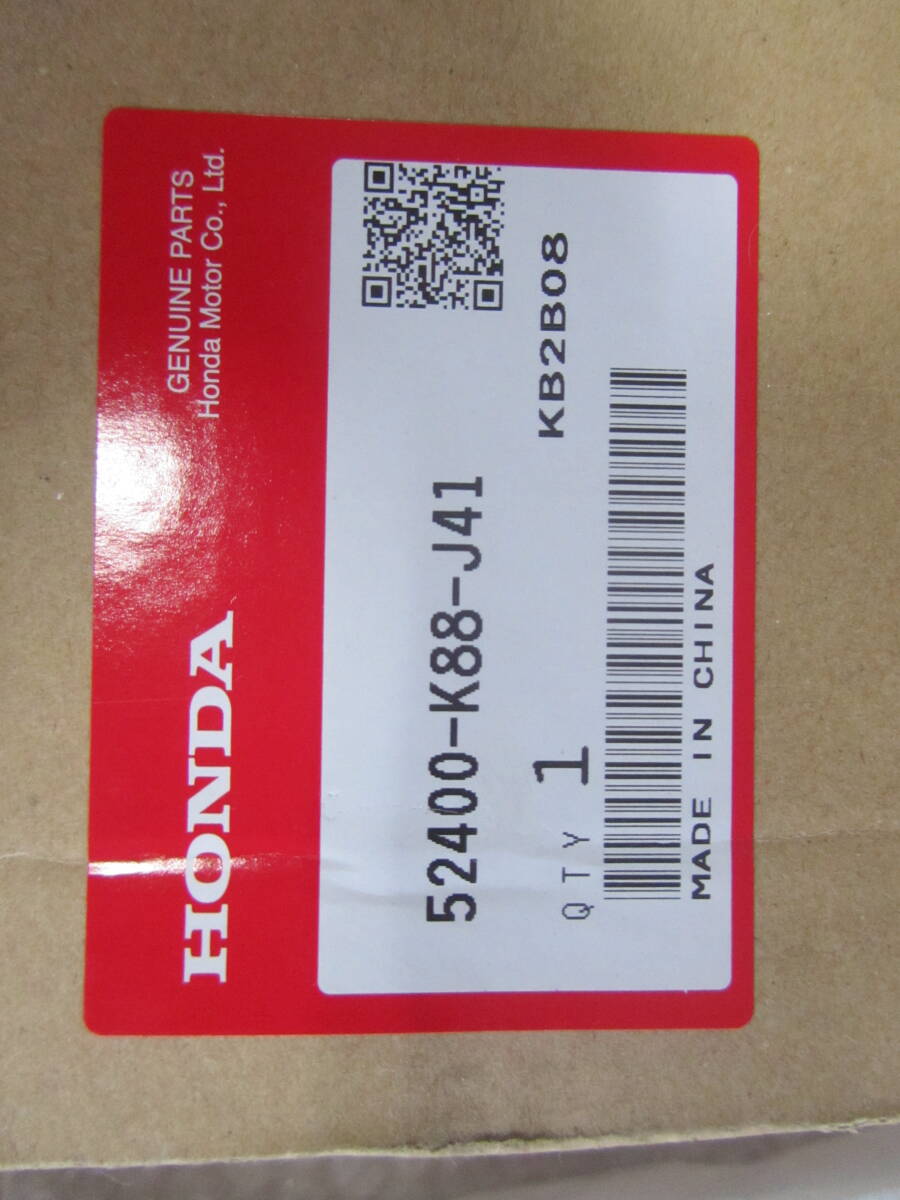 HONDA
GENUINE PARTS
Honda Motor Co., Ltd.
52400-K88-J41
QTY 1
KB2B08
MADE IN CHINA